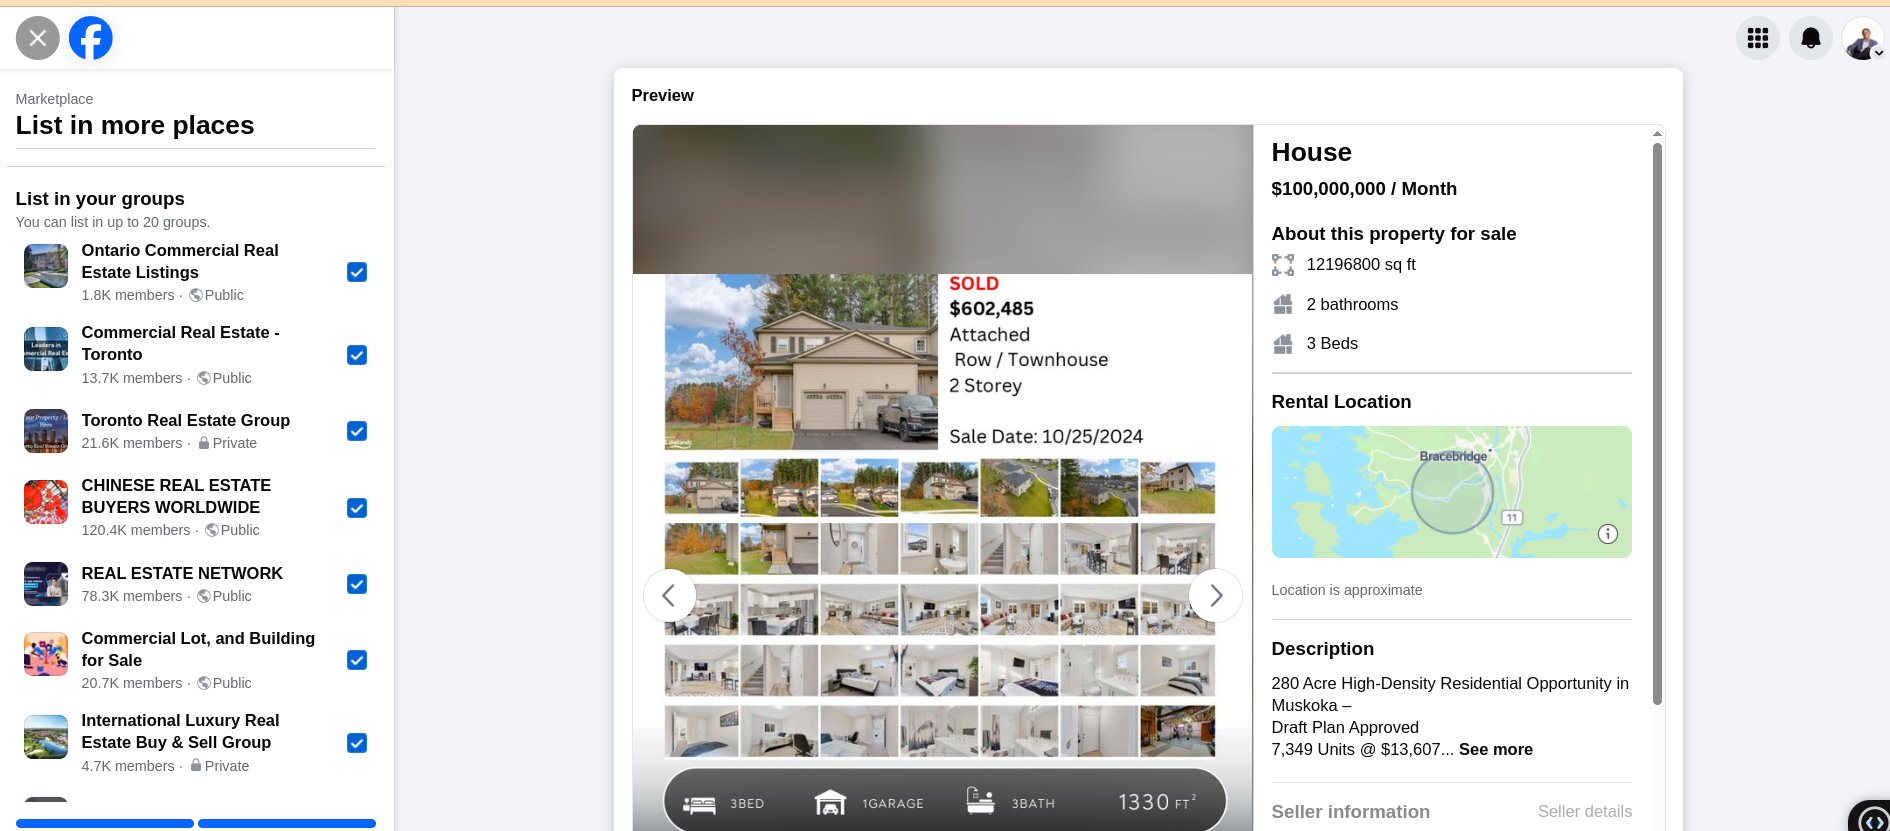 Marketplace
List in more places
List in your groups
You can list in up to 20 groups.
Ontario Commercial Real
Estate Listings
1.8K members · Public
Commercial Real Estate -
Toronto
13.7K members · Public
Toronto Real Estate Group
21.6K members · Private
CHINESE REAL ESTATE
BUYERS WORLDWIDE
120.4K members · Public
REAL ESTATE NETWORK
78.3K members · Public
Commercial Lot, and Building
for Sale
20.7K members · Public
International Luxury Real
Estate Buy & Sell Group
4.7K members · Private
Preview
SOLD
$602,485
Attached
Row / Townhouse
2 Storey
Sale Date: 10/25/2024
3BED
1GARAGE
3BATH
1330 FT²
House
$100,000,000 / Month
About this property for sale
12196800 sq ft
2 bathrooms
3 Beds
Rental Location
Bracebridge
11
Location is approximate
Description
280 Acre High-Density Residential Opportunity in
Muskoka –
Draft Plan Approved
7,349 Units @ $13,607... See more
Seller information
Seller details